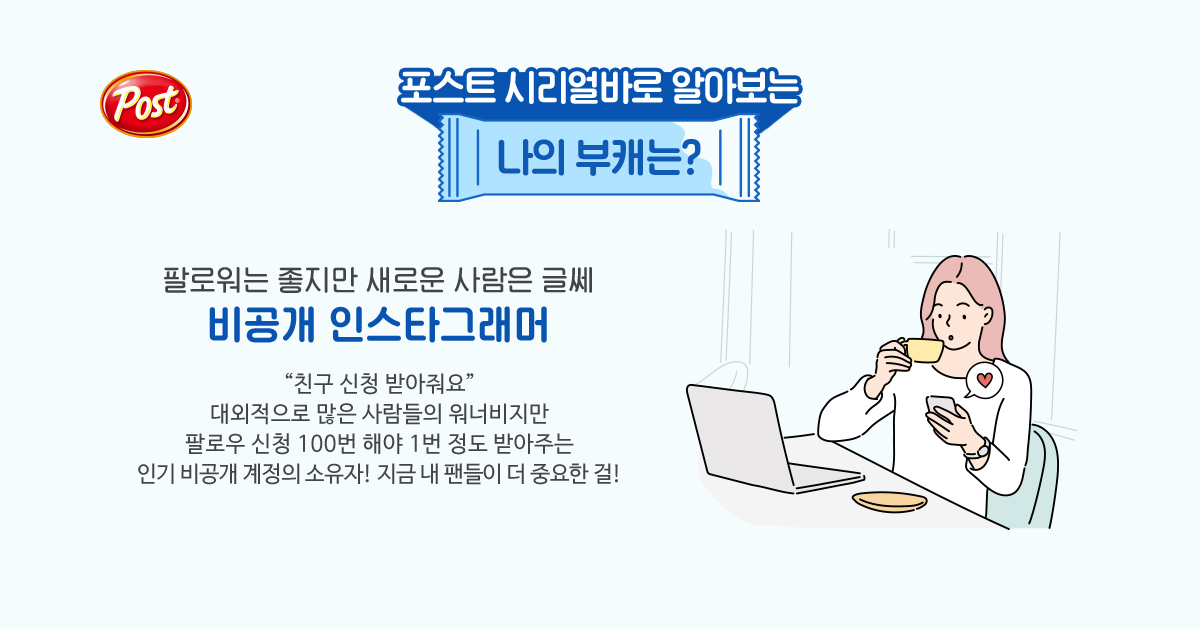 Post
포스트 시리얼바로 알아보는
나의 부캐는?
팔로워는 좋지만 새로운 사람은 글쎄
비공개 인스타그래머
“친구 신청 받아줘요”
대외적으로 많은 사람들의 워너비지만
팔로우 신청 100번 해야 1번 정도 받아주는
인기 비공개 계정의 소유자! 지금 내 팬들이 더 중요한 걸!